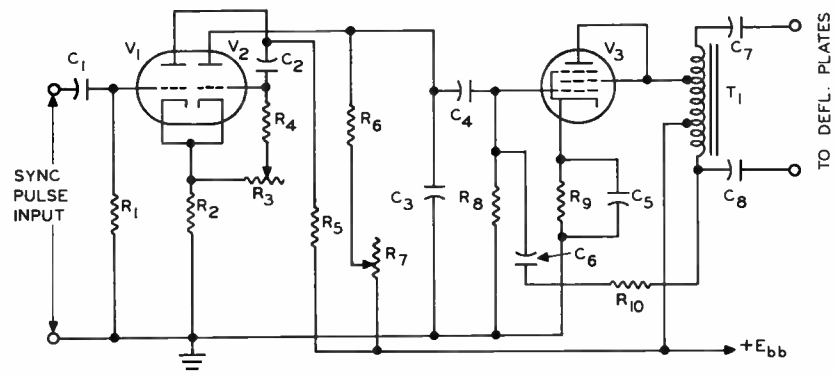 V1
V2
C1
C2
R4
R3
R1
R2
R5
R6
R7
C3
C4
V3
R8
R9
C5
C6
R10
C7
T1
C8
SYNC
PULSE
INPUT
TO DEFL. PLATES
+Ebb